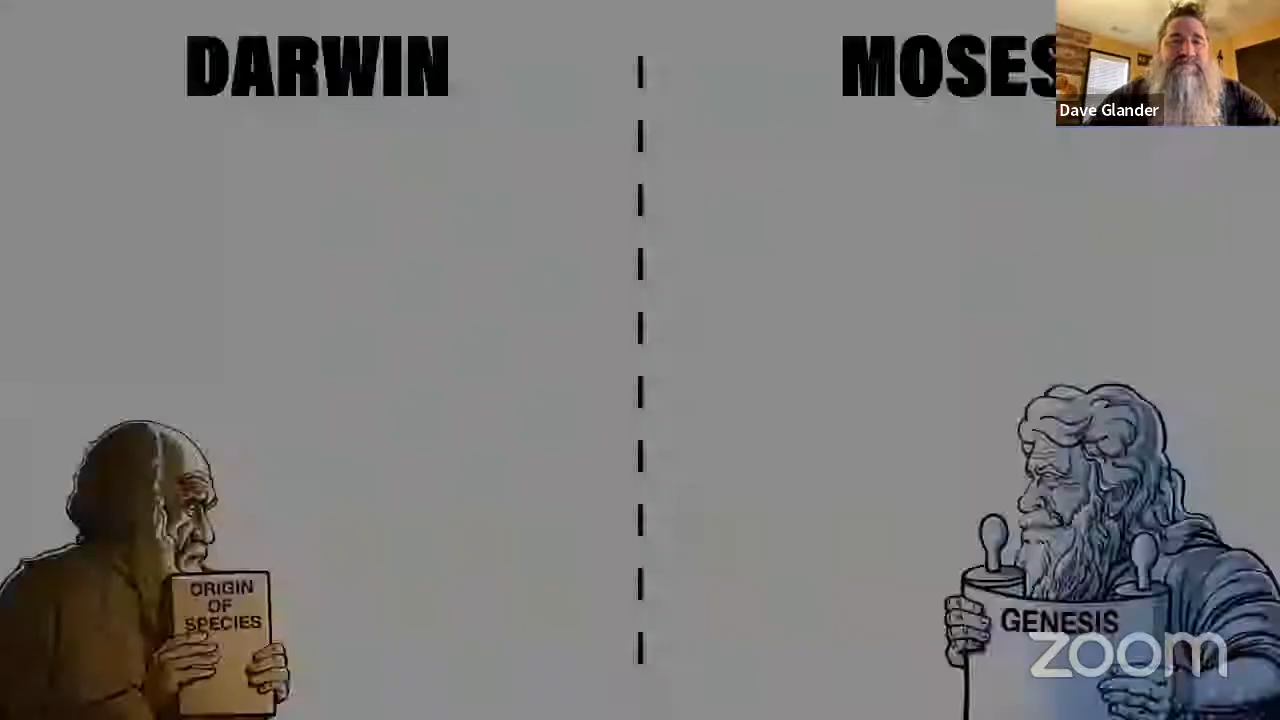 DARWIN
MOSES
Dave Glander
ORIGIN
OF
SPECIES
GENESIS
zoom